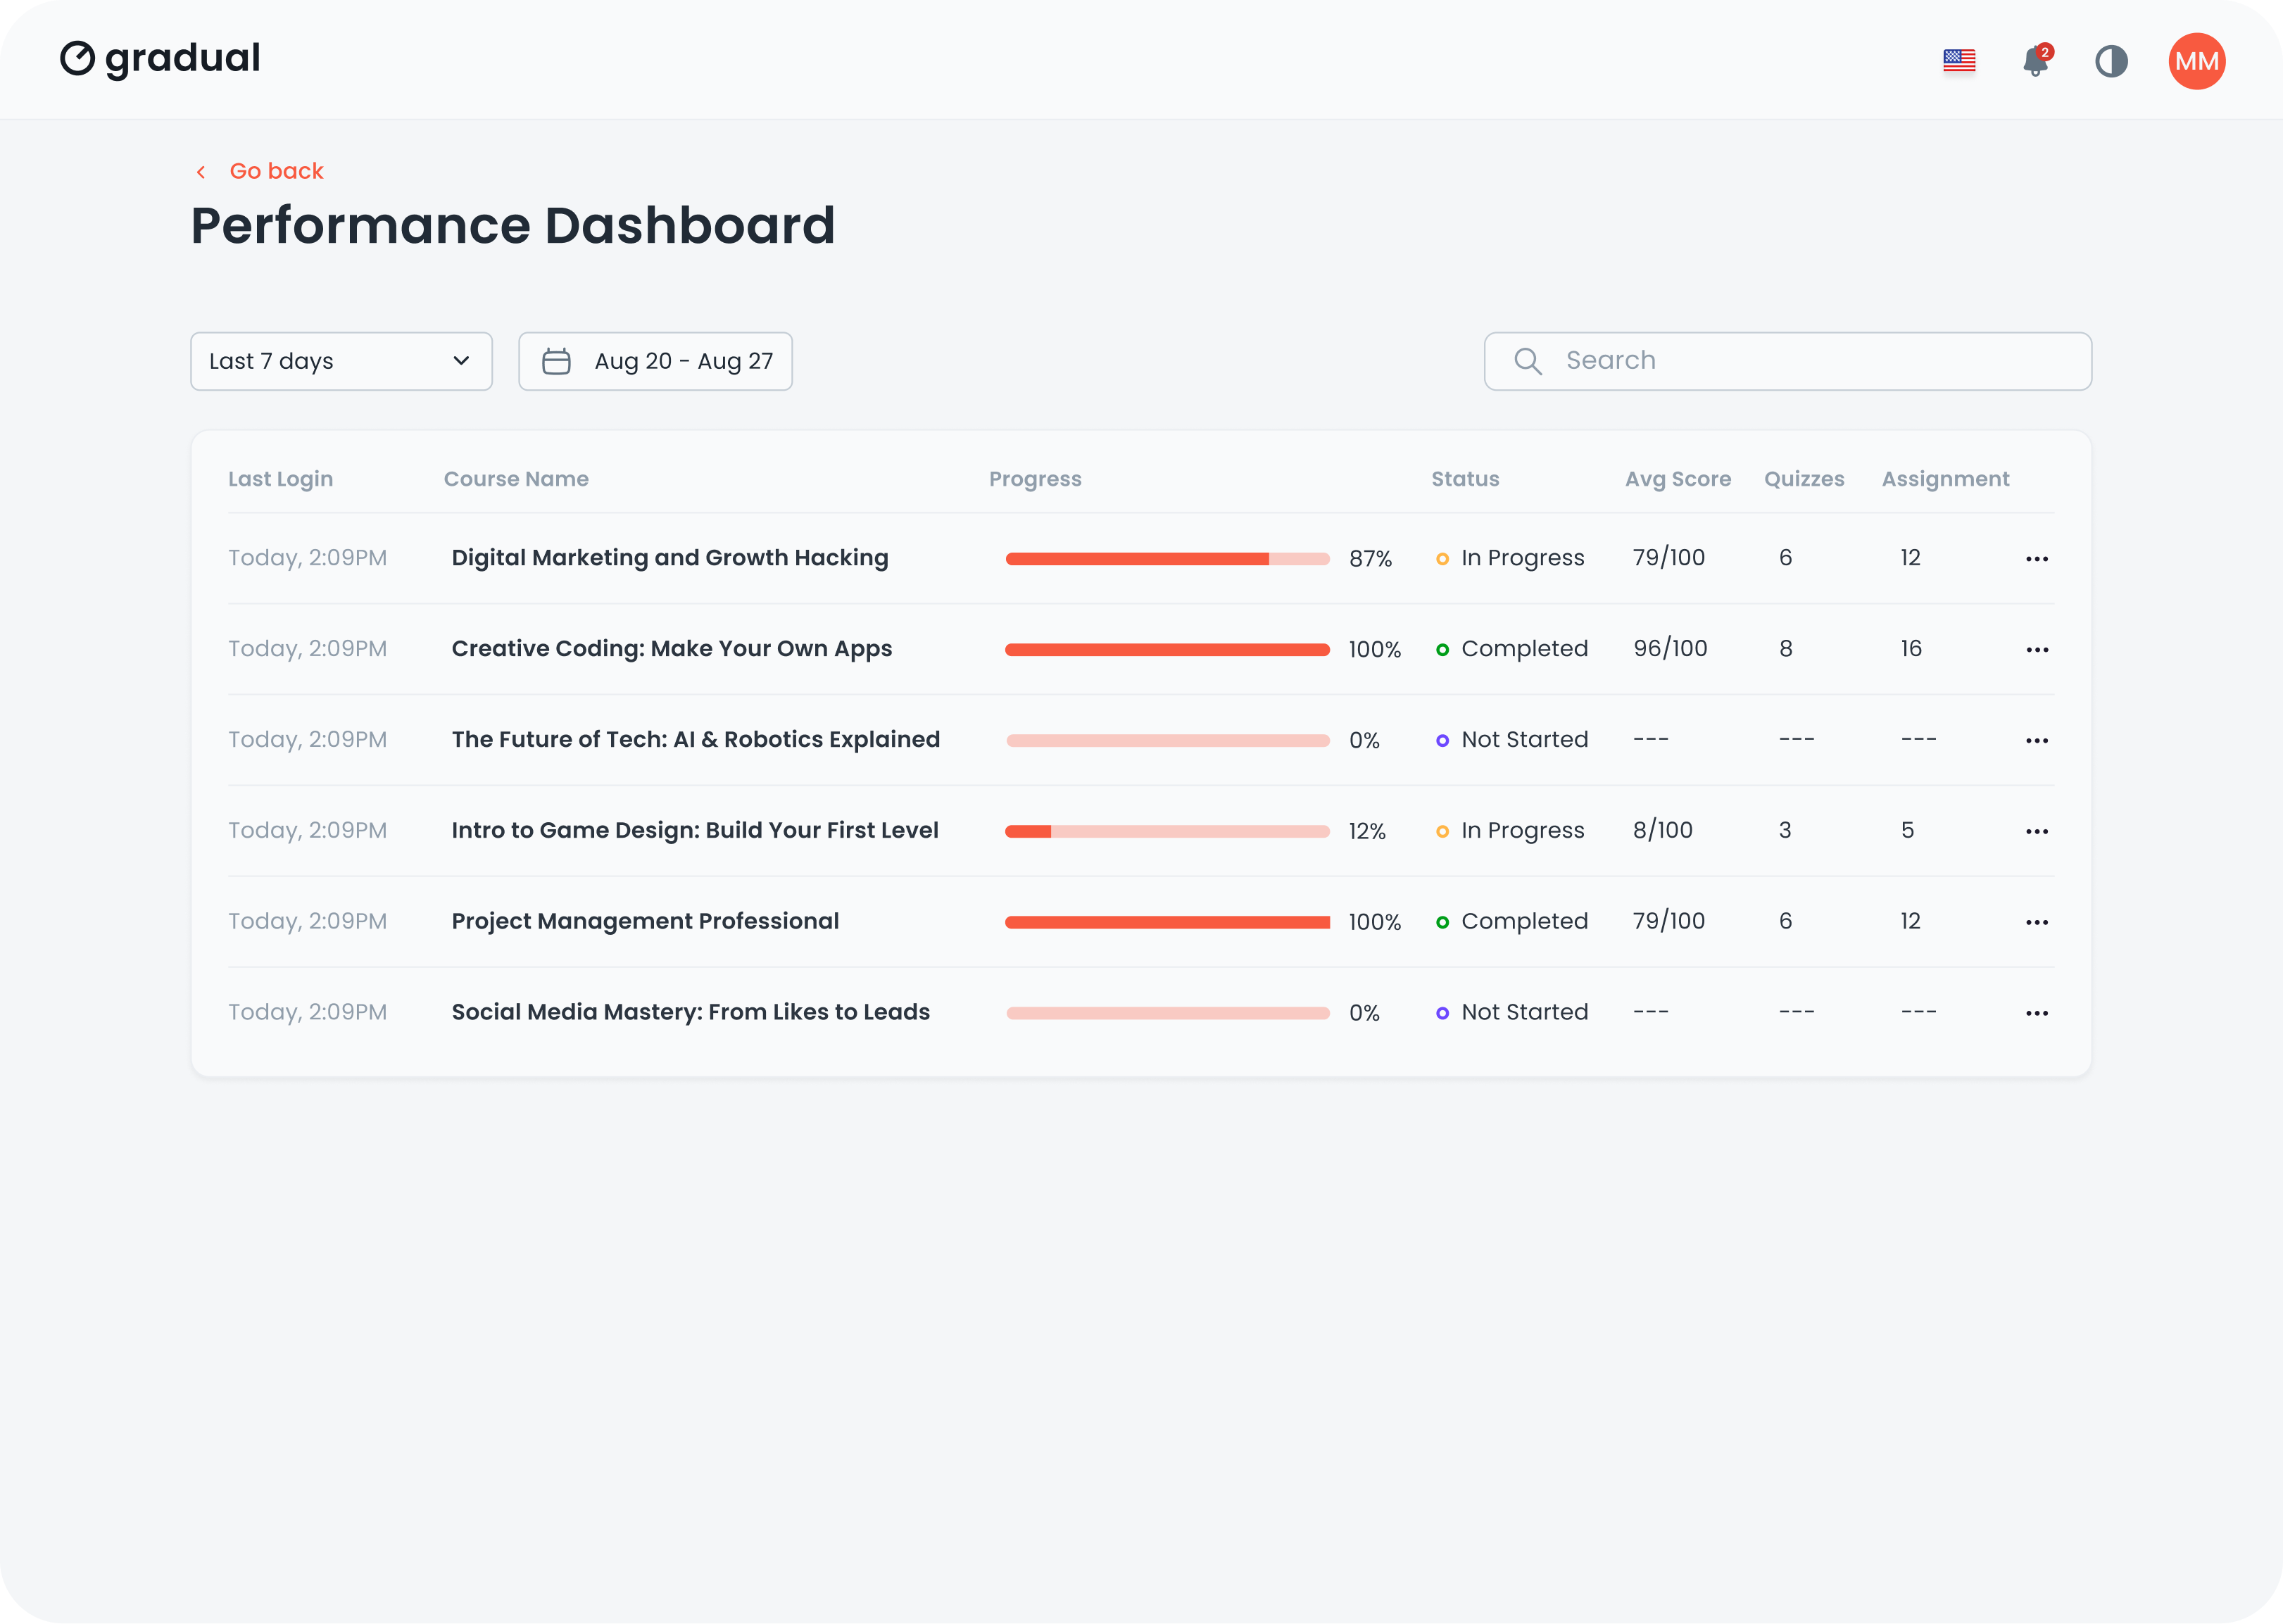 gradual
2
MM
Go back
Performance Dashboard
Last 7 days
Aug 20 - Aug 27
Search
Last Login Course Name Progress Status Avg Score Quizzes Assignment
Today, 2:09PM Digital Marketing and Growth Hacking 87% In Progress 79/100 6 12
Today, 2:09PM Creative Coding: Make Your Own Apps 100% Completed 96/100 8 16
Today, 2:09PM The Future of Tech: AI & Robotics Explained 0% Not Started --- --- ---
Today, 2:09PM Intro to Game Design: Build Your First Level 12% In Progress 8/100 3 5
Today, 2:09PM Project Management Professional 100% Completed 79/100 6 12
Today, 2:09PM Social Media Mastery: From Likes to Leads 0% Not Started --- --- ---